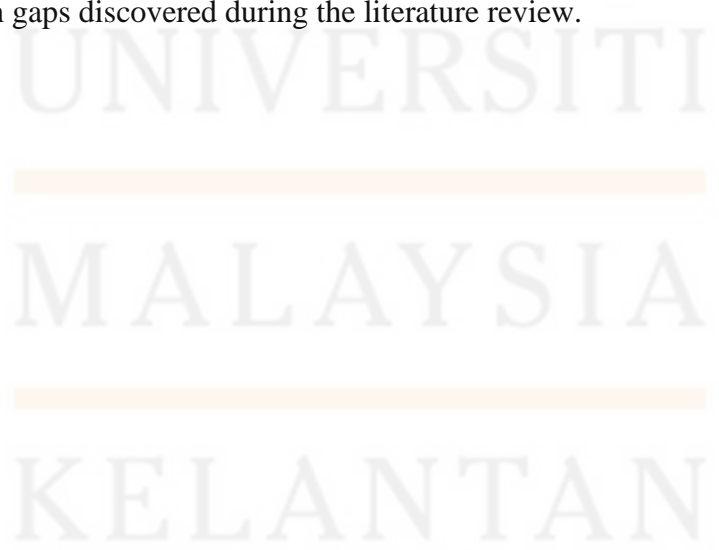 gaps discovered during the literature review.
UNIVERSITI
MALAYSIA
KELANTAN